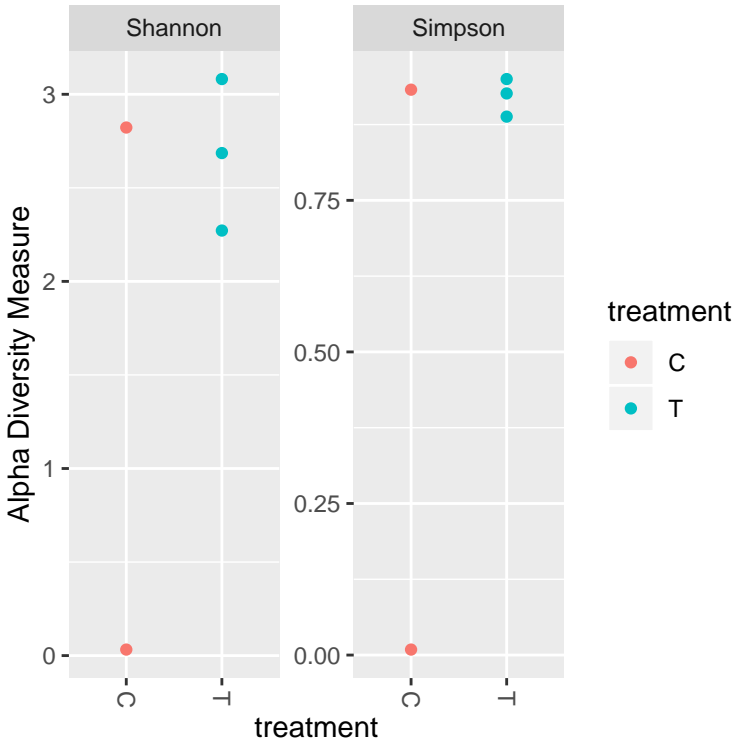 Shannon
Simpson
Alpha Diversity Measure
3
2
1
0
0.75
0.50
0.25
0.00
C
T
C
T
treatment
treatment
C
T